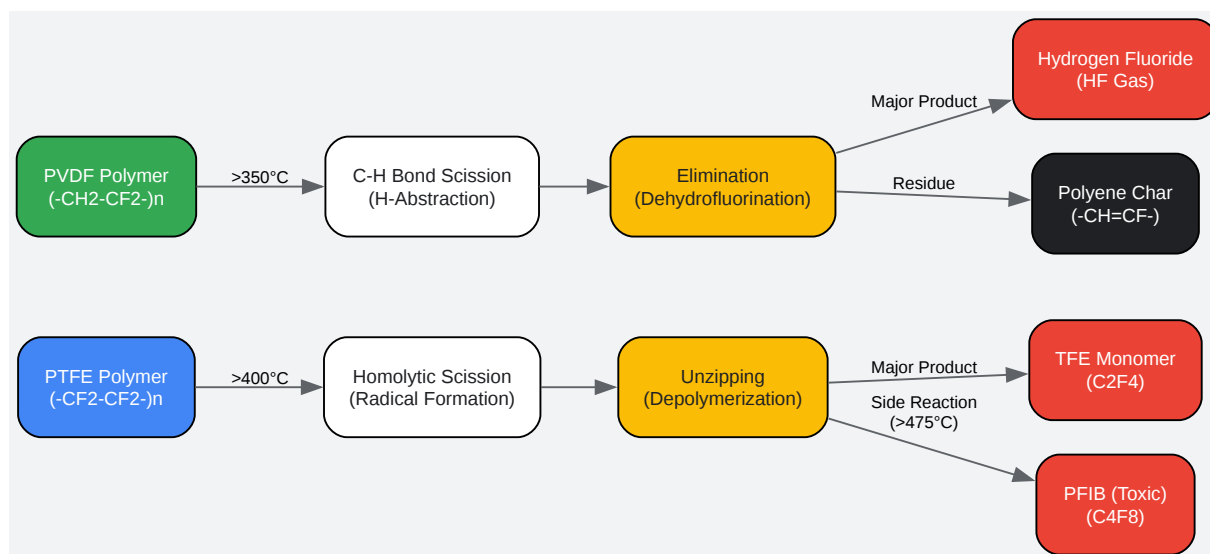 PVDF Polymer
(-CH2-CF2-)n
>350°C
C-H Bond Scission
(H-Abstraction)
Elimination
(Dehydrofluorination)
Major Product
Hydrogen Fluoride
(HF Gas)
Residue
Polyene Char
(-CH=CF-)
PTFE Polymer
(-CF2-CF2-)n
>400°C
Homolytic Scission
(Radical Formation)
Unzipping
(Depolymerization)
Major Product
TFE Monomer
(C2F4)
Side Reaction
(>475°C)
PFIB (Toxic)
(C4F8)